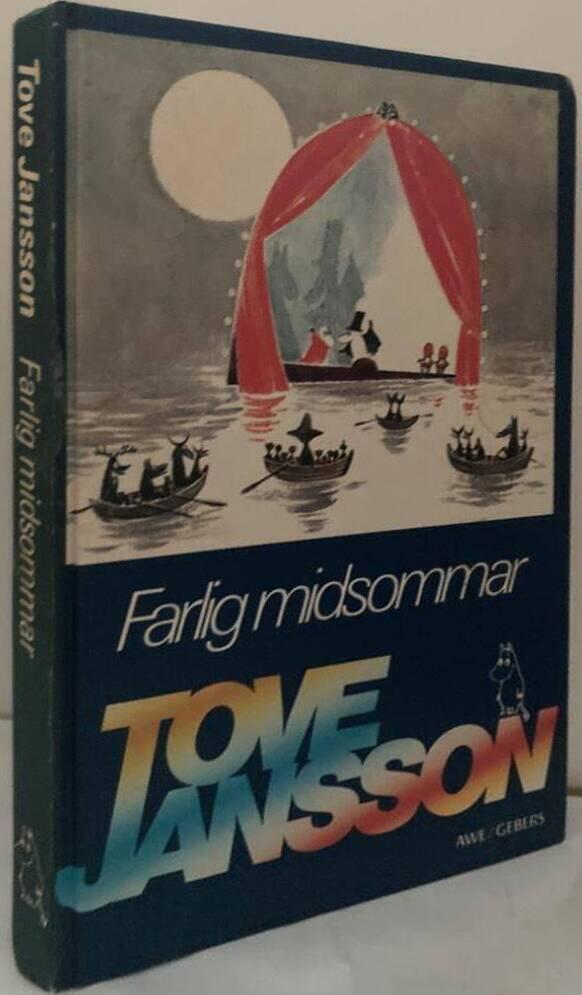 Tove Jansson Farlig midsommar
Farlig midsommar
TOVE
JANSSON
AWE / GEBERS